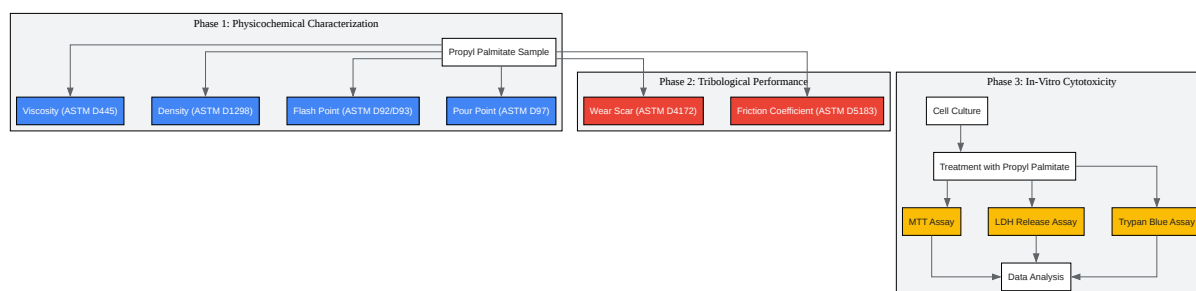 Phase 1: Physicochemical Characterization
Propyl Palmitate Sample
Viscosity (ASTM D445)
Density (ASTM D1298)
Flash Point (ASTM D92/D93)
Pour Point (ASTM D97)
Phase 2: Tribological Performance
Wear Scar (ASTM D4172)
Friction Coefficient (ASTM D5183)
Phase 3: In-Vitro Cytotoxicity
Cell Culture
Treatment with Propyl Palmitate
MTT Assay
LDH Release Assay
Trypan Blue Assay
Data Analysis